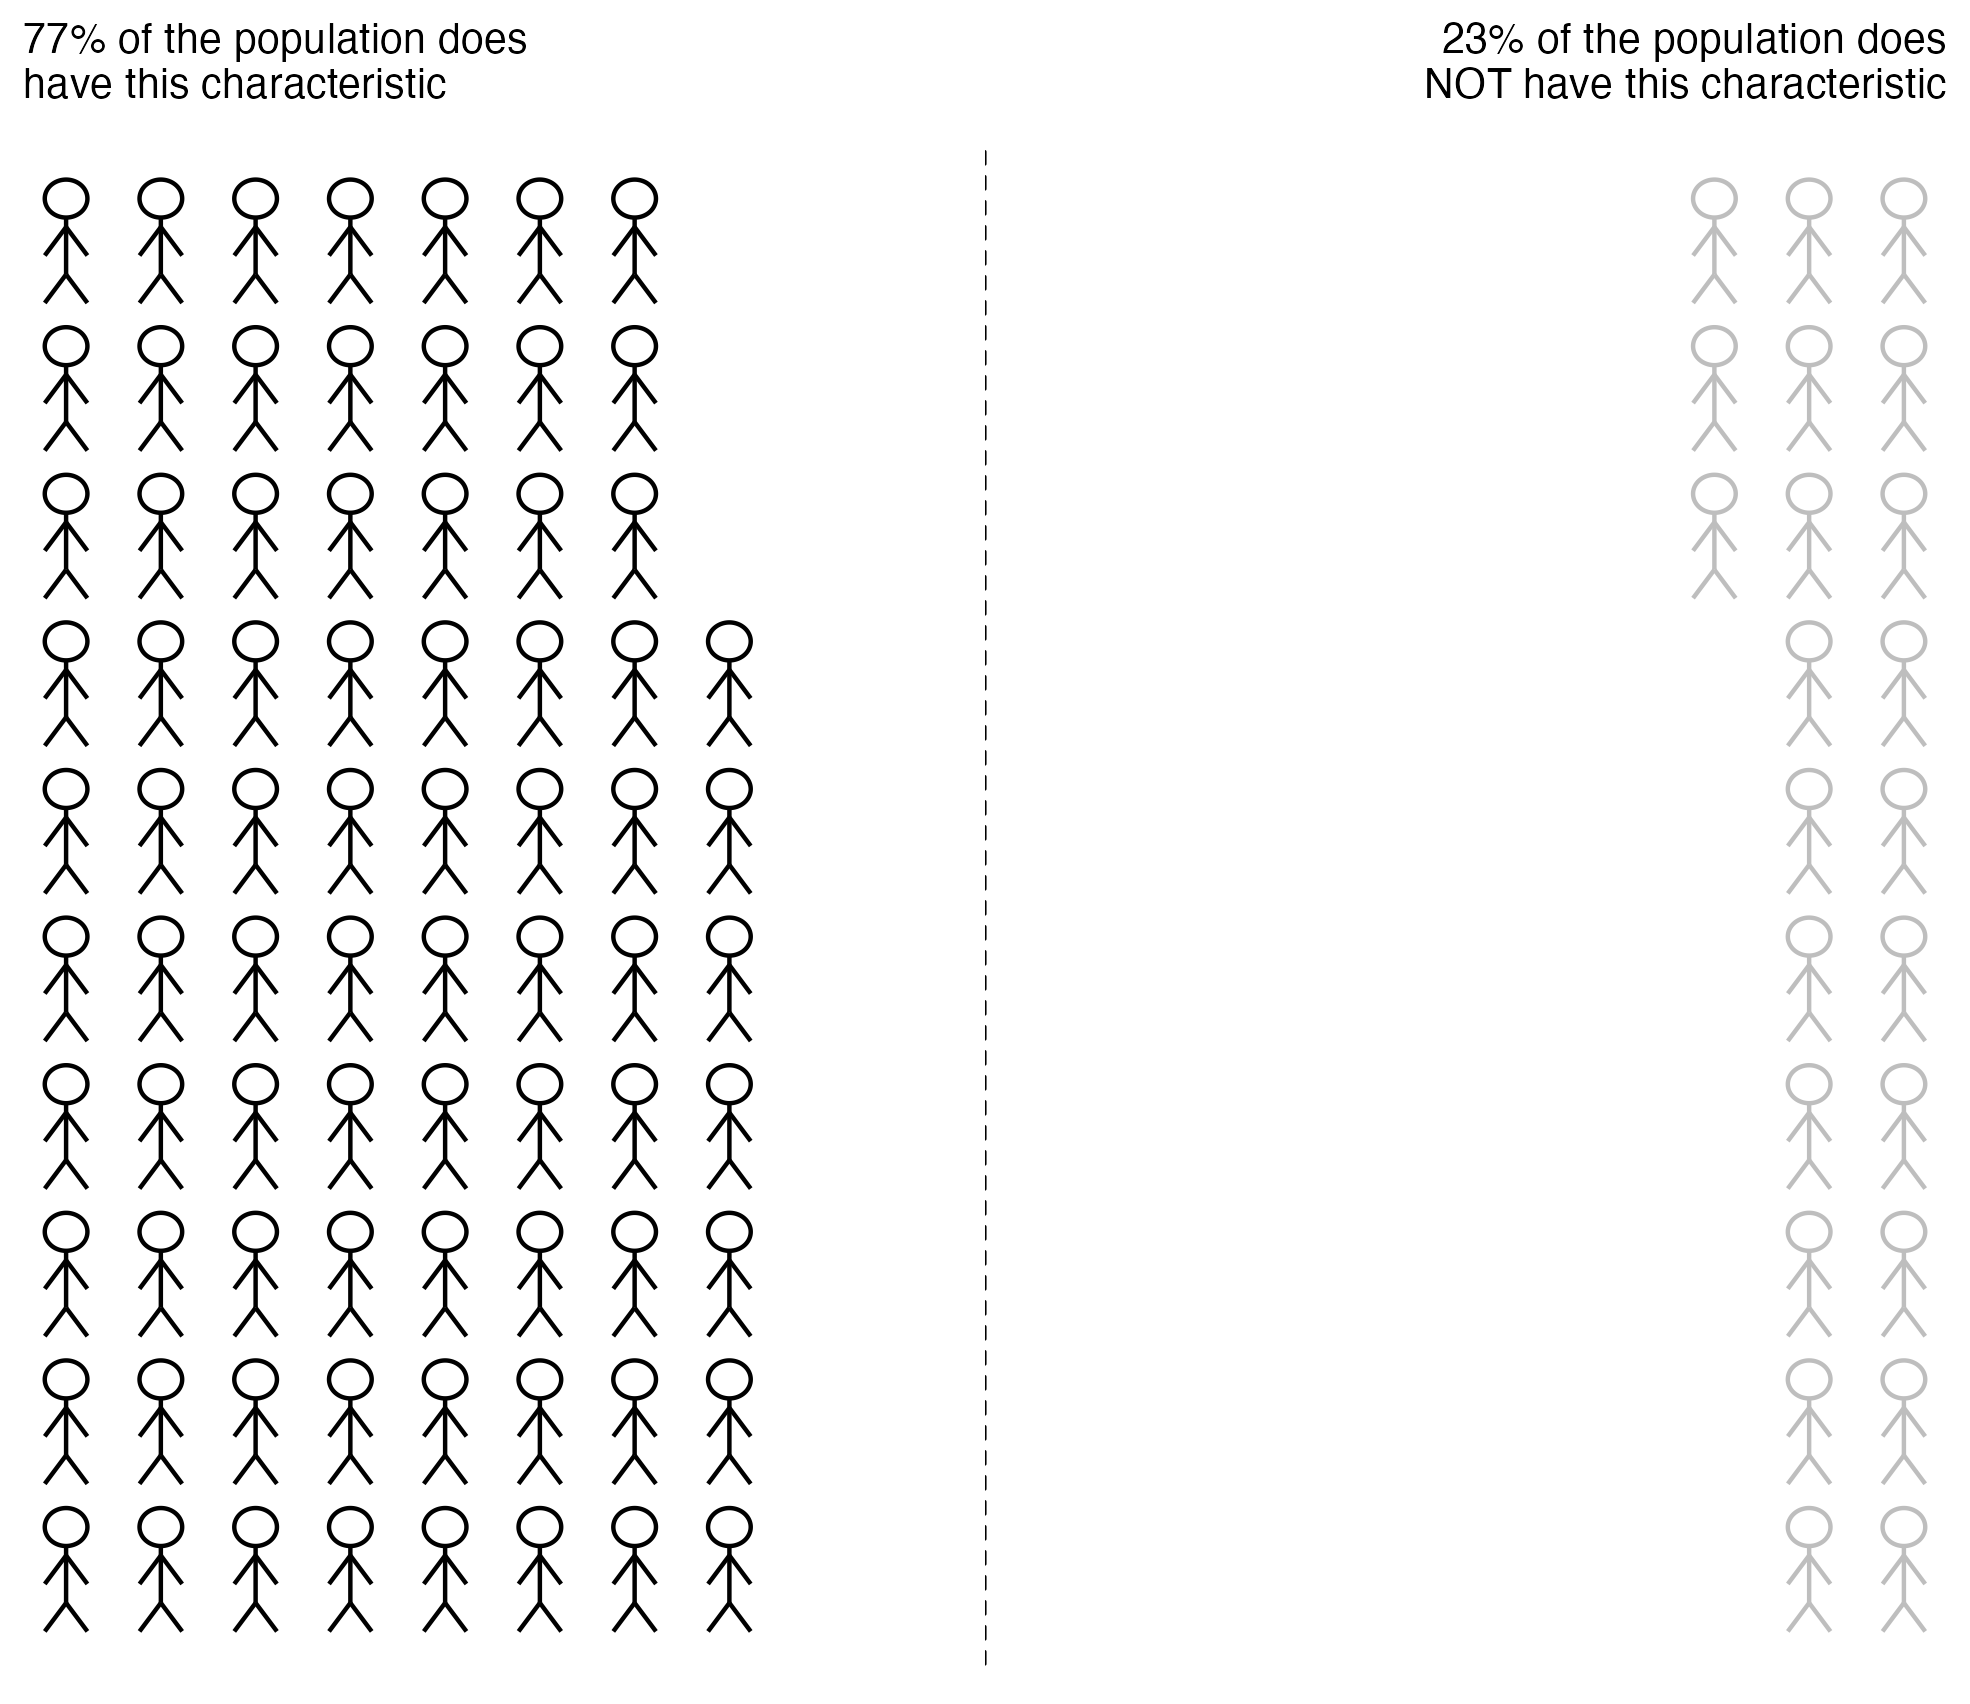 77% of the population does
have this characteristic
23% of the population does
NOT have this characteristic